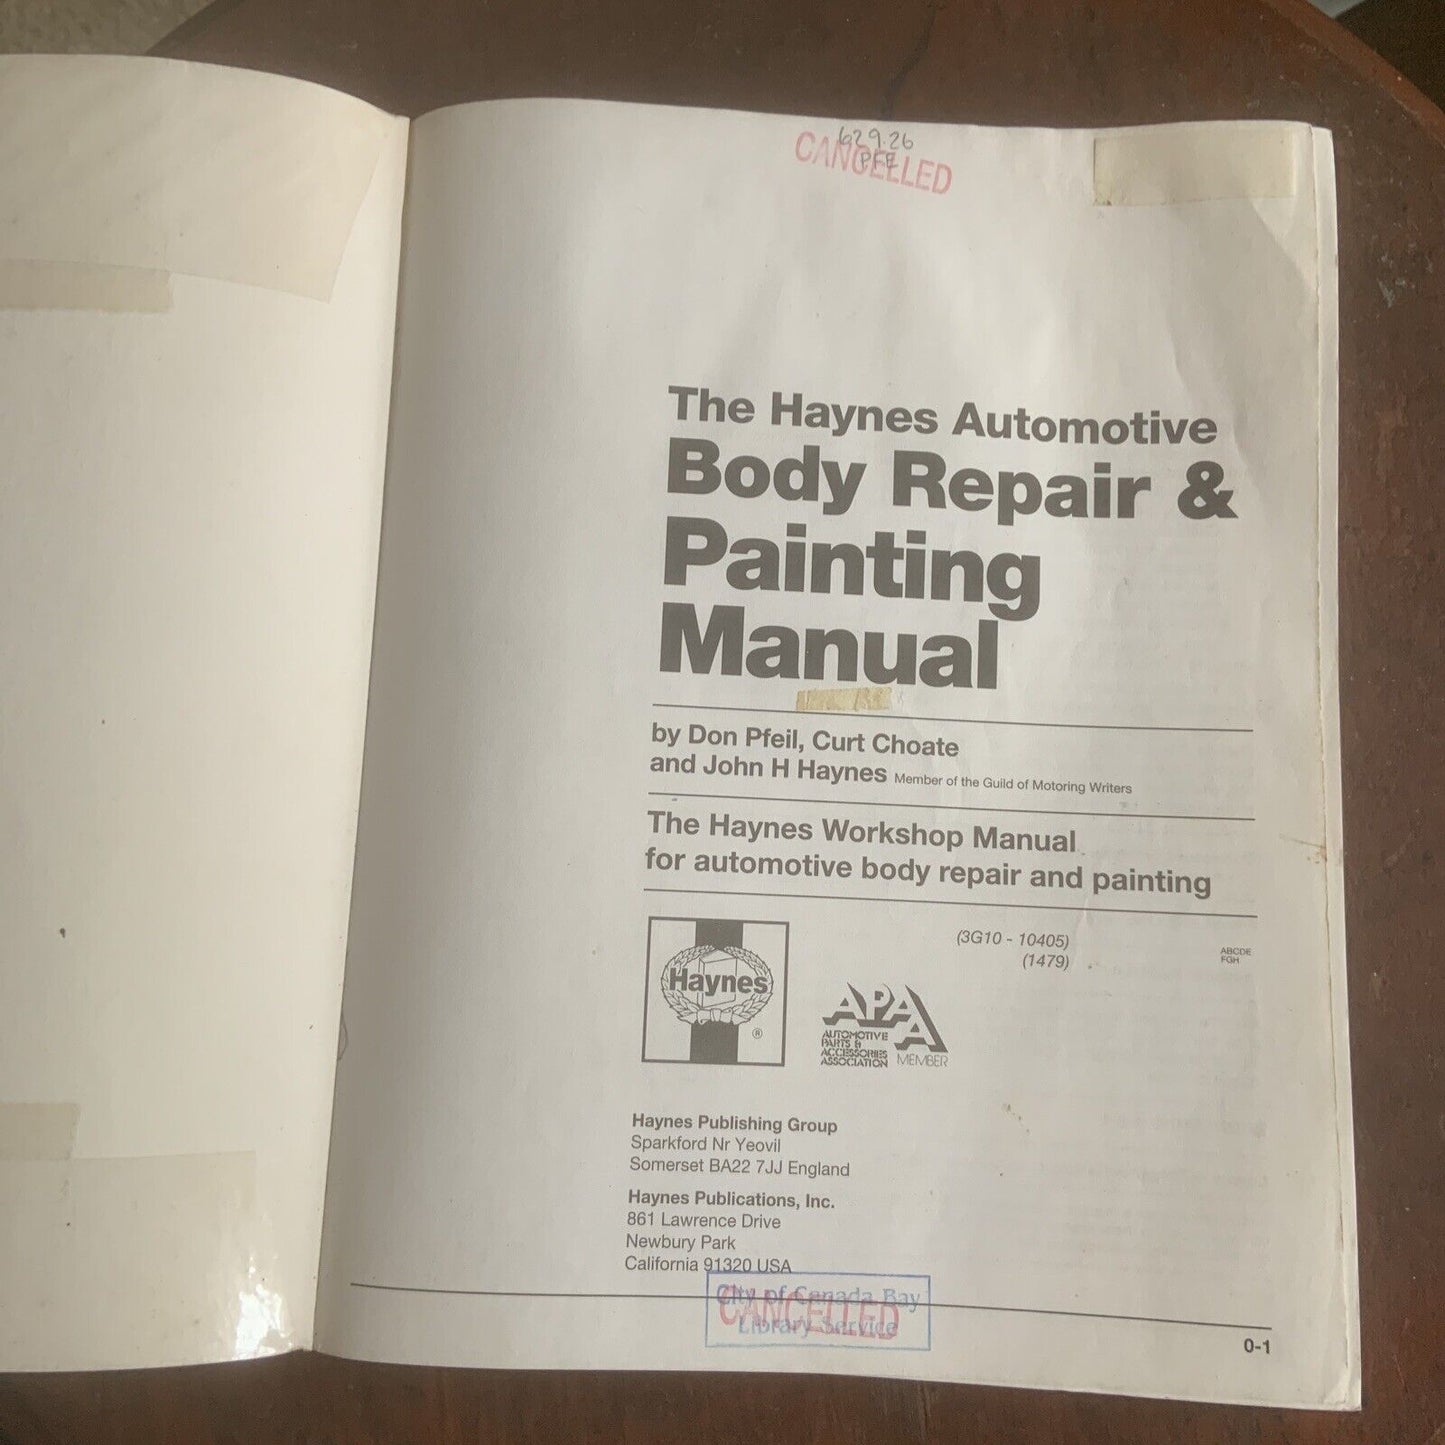 629.26
PFE
CANCELLED
The Haynes Automotive
Body Repair &
Painting
Manual
by Don Pfeil, Curt Choate
and John H Haynes Member of the Guild of Motoring Writers
The Haynes Workshop Manual
for automotive body repair and painting
Haynes
®
(3G10 - 10405)
(1479)
ABCDE
FGH
APAA
AUTOMOTIVE
PARTS &
ACCESSORIES
ASSOCIATION MEMBER
Haynes Publishing Group
Sparkford Nr Yeovil
Somerset BA22 7JJ England
Haynes Publications, Inc.
861 Lawrence Drive
Newbury Park
California 91320 USA
City of Canada Bay
Library Service
CANCELLED
0-1